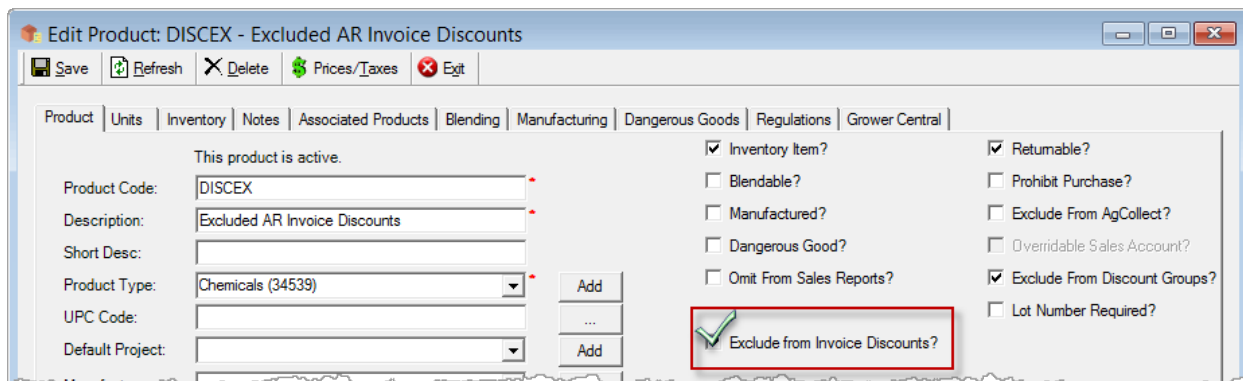 Edit Product: DISCEX - Excluded AR Invoice Discounts
Save Refresh Delete Prices/Taxes Exit
Product Units Inventory Notes Associated Products Blending Manufacturing Dangerous Goods Regulations Grower Central
This product is active.
Product Code: DISCEX *
Description: Excluded AR Invoice Discounts *
Short Desc:
Product Type: Chemicals (34539) * Add
UPC Code: ...
Default Project: Add
Inventory Item?
Blendable?
Manufactured?
Dangerous Good?
Omit From Sales Reports?
Exclude from Invoice Discounts?
Returnable?
Prohibit Purchase?
Exclude From AgCollect?
Overridable Sales Account?
Exclude From Discount Groups?
Lot Number Required?